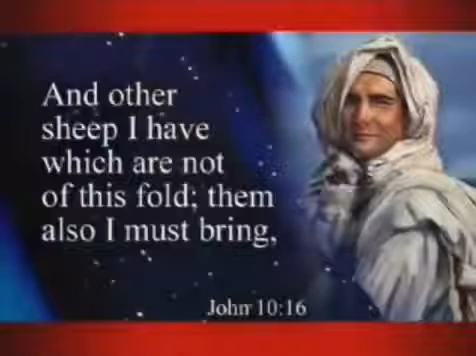 And other
sheep I have
which are not
of this fold; them
also I must bring,
John 10:16